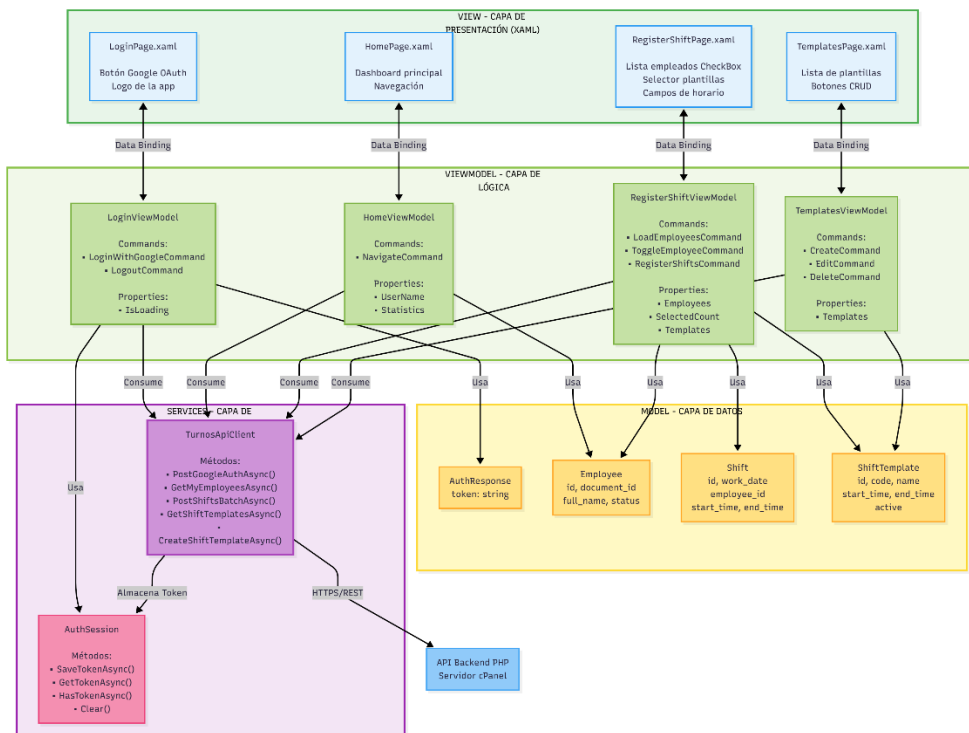 VIEW - CAPA DE
PRESENTACIÓN (XAML)
LoginPage.xaml
Botón Google OAuth
Logo de la app
HomePage.xaml
Dashboard principal
Navegación
RegisterShiftPage.xaml
Lista empleados CheckBox
Selector plantillas
Campos de horario
TemplatesPage.xaml
Lista de plantillas
Botones CRUD
Data Binding
Data Binding
Data Binding
Data Binding
VIEWMODEL - CAPA DE
LÓGICA
LoginViewModel
Commands:
• LoginWithGoogleCommand
• LogoutCommand
Properties:
• IsLoading
HomeViewModel
Commands:
• NavigateCommand
Properties:
• UserName
• Statistics
RegisterShiftViewModel
Commands:
• LoadEmployeesCommand
• ToggleEmployeeCommand
• RegisterShiftsCommand
Properties:
• Employees
• SelectedCount
• Templates
TemplatesViewModel
Commands:
• CreateCommand
• EditCommand
• DeleteCommand
Properties:
• Templates
Consume
Consume
Consume
Consume
Usa
Usa
Usa
Usa
Usa
Usa
SERVICES - CAPA DE
TurnosApiClient
Métodos:
• PostGoogleAuthAsync()
• GetMyEmployeesAsync()
• PostShiftsBatchAsync()
• GetShiftTemplatesAsync()
•
CreateShiftTemplateAsync()
MODEL - CAPA DE DATOS
AuthResponse
token: string
Employee
id, document_id
full_name, status
Shift
id, work_date
employee_id
start_time, end_time
ShiftTemplate
id, code, name
start_time, end_time
active
Usa
Almacena Token
HTTPS/REST
AuthSession
Métodos:
• SaveTokenAsync()
• GetTokenAsync()
• HasTokenAsync()
• Clear()
API Backend PHP
Servidor cPanel